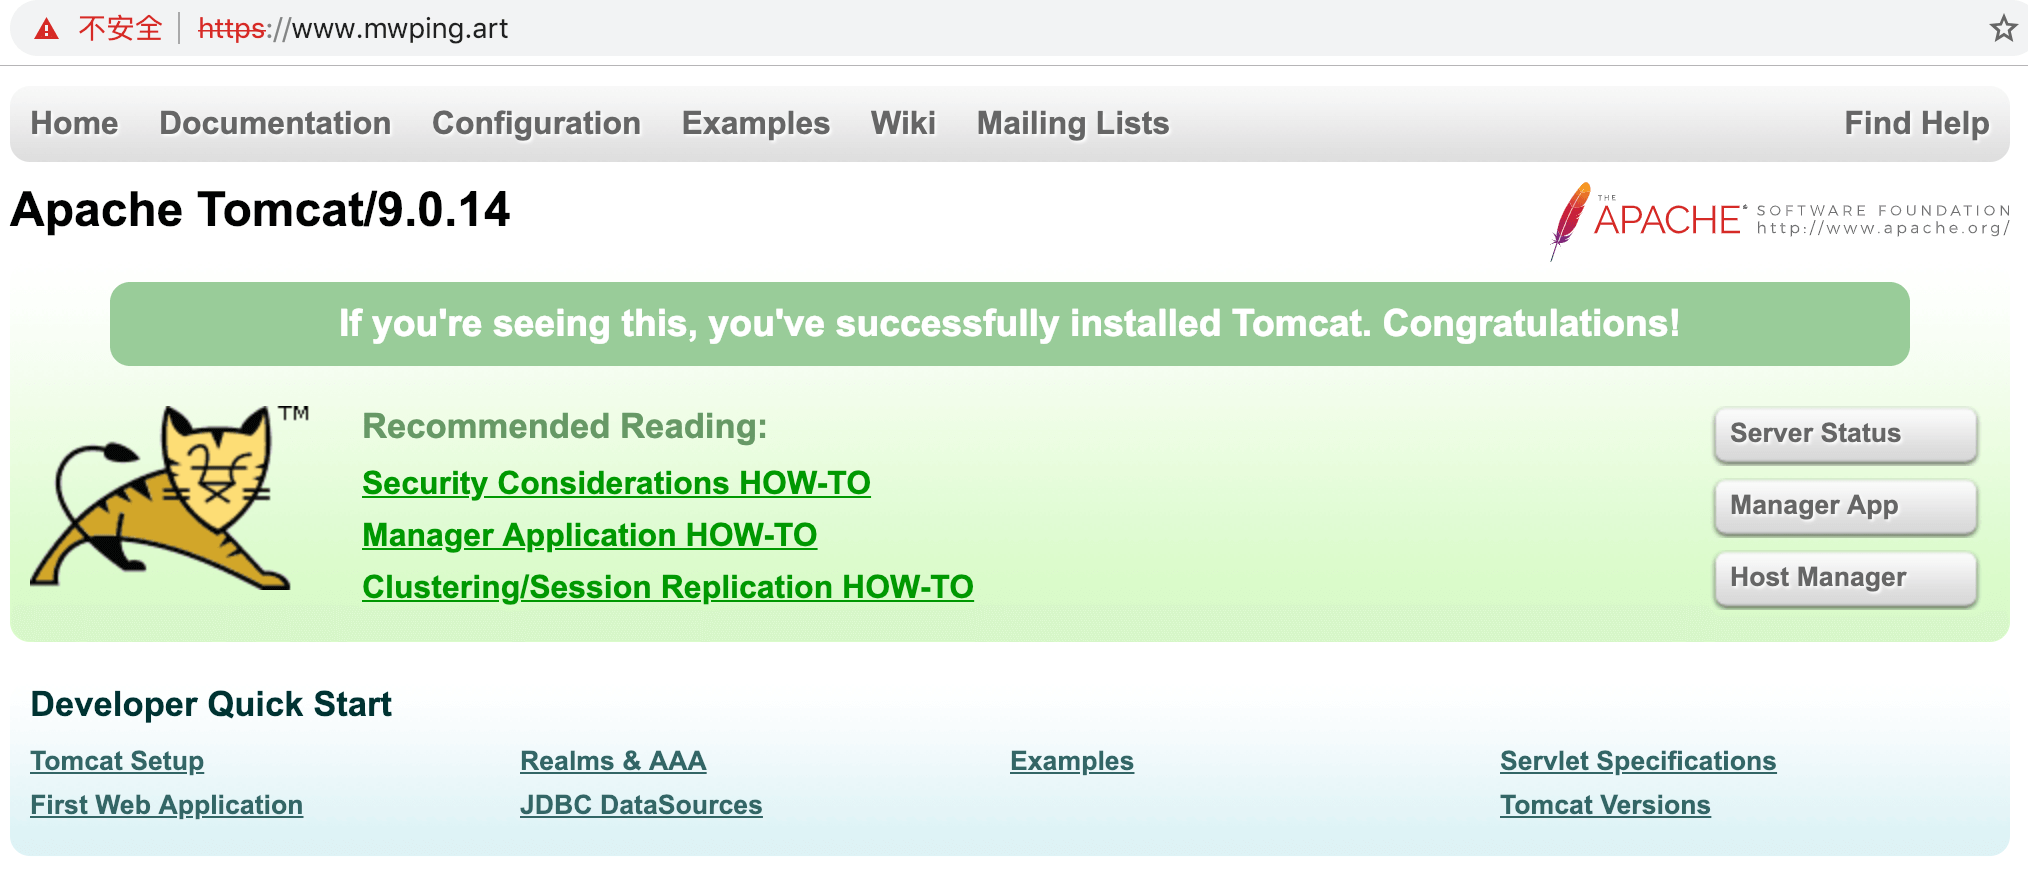 不安全 https://www.mwping.art
Home Documentation Configuration Examples Wiki Mailing Lists Find Help
Apache Tomcat/9.0.14
THE
APACHE SOFTWARE FOUNDATION
http://www.apache.org/
If you're seeing this, you've successfully installed Tomcat. Congratulations!
TM
Recommended Reading:
Security Considerations HOW-TO
Manager Application HOW-TO
Clustering/Session Replication HOW-TO
Server Status
Manager App
Host Manager
Developer Quick Start
Tomcat Setup Realms & AAA Examples Servlet Specifications
First Web Application JDBC DataSources Tomcat Versions